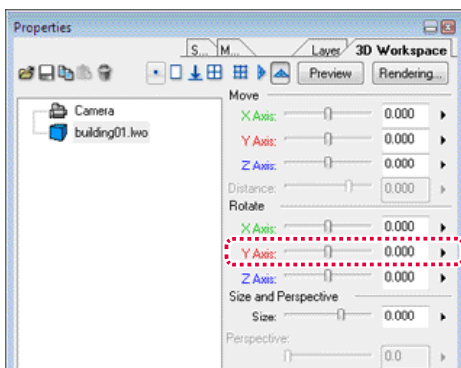 Properties
S... M... Layer 3D Workspace
Preview Rendering...
Camera
building01.lwo
Move
X Axis: 0.000
Y Axis: 0.000
Z Axis: 0.000
Distance: 0.000
Rotate
X Axis: 0.000
Y Axis: 0.000
Z Axis: 0.000
Size and Perspective
Size: 0.000
Perspective:
0.0